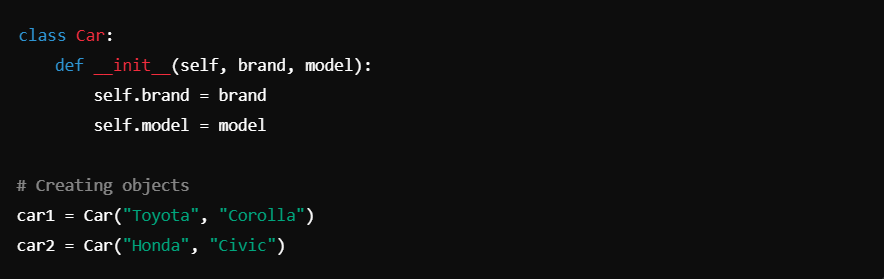 class Car:
    def __init__(self, brand, model):
        self.brand = brand
        self.model = model

# Creating objects
car1 = Car("Toyota", "Corolla")
car2 = Car("Honda", "Civic")